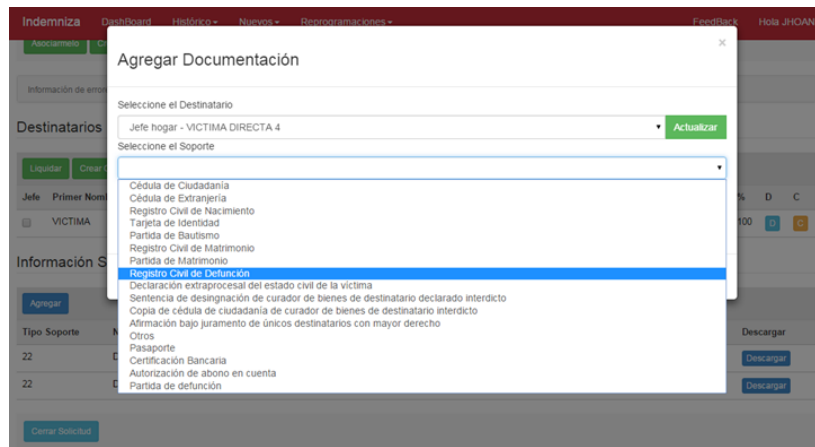 Indemniza DashBoard Histórico Nuevos Reprogramaciones FeedBack Hola JHOAN
Asociarmelo
Agregar Documentación ×
Información de error
Seleccione el Destinatario
Jefe hogar - VICTIMA DIRECTA 4 Actualizar
Destinatarios
Seleccione el Soporte
Liquidar Crear
Cédula de Ciudadanía
Cédula de Extranjería
Jefe Primer Nom % D C
Registro Civil de Nacimiento
Tarjeta de Identidad
VICTIMA 100 D C
Partida de Bautismo
Registro Civil de Matrimonio
Partida de Matrimonio
Información S
Registro Civil de Defunción
Declaración extraprocesal del estado civil de la víctima
Sentencia de desingnación de curador de bienes de destinatario declarado interdicto
Agregar
Copia de cédula de ciudadanía de curador de bienes de destinatario interdicto
Afirmación bajo juramento de únicos destinatarios con mayor derecho
Tipo Soporte N Descargar
Otros
Pasaporte
22 D Descargar
Certificación Bancaria
Autorización de abono en cuenta
22 D Descargar
Partida de defunción
Cerrar Solicitud